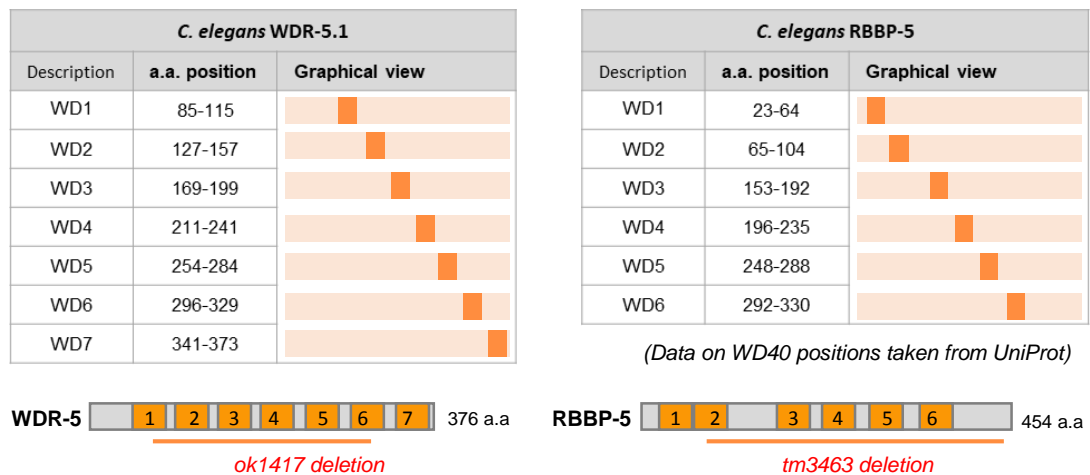 C. elegans WDR-5.1
Description a.a. position Graphical view
WD1 85-115
WD2 127-157
WD3 169-199
WD4 211-241
WD5 254-284
WD6 296-329
WD7 341-373
C. elegans RBBP-5
Description a.a. position Graphical view
WD1 23-64
WD2 65-104
WD3 153-192
WD4 196-235
WD5 248-288
WD6 292-330
(Data on WD40 positions taken from UniProt)
WDR-5 1 2 3 4 5 6 7 376 a.a
ok1417 deletion
RBBP-5 1 2 3 4 5 6 454 a.a
tm3463 deletion